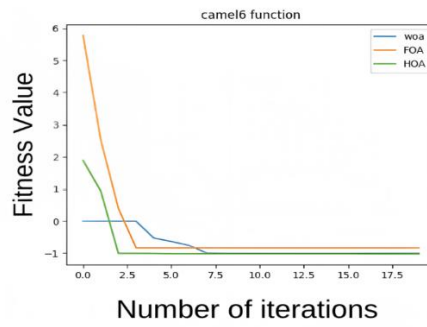 camel6 function
woa
FOA
HOA
Fitness Value
6
5
4
3
2
1
0
−1
0.0 2.5 5.0 7.5 10.0 12.5 15.0 17.5
Number of iterations